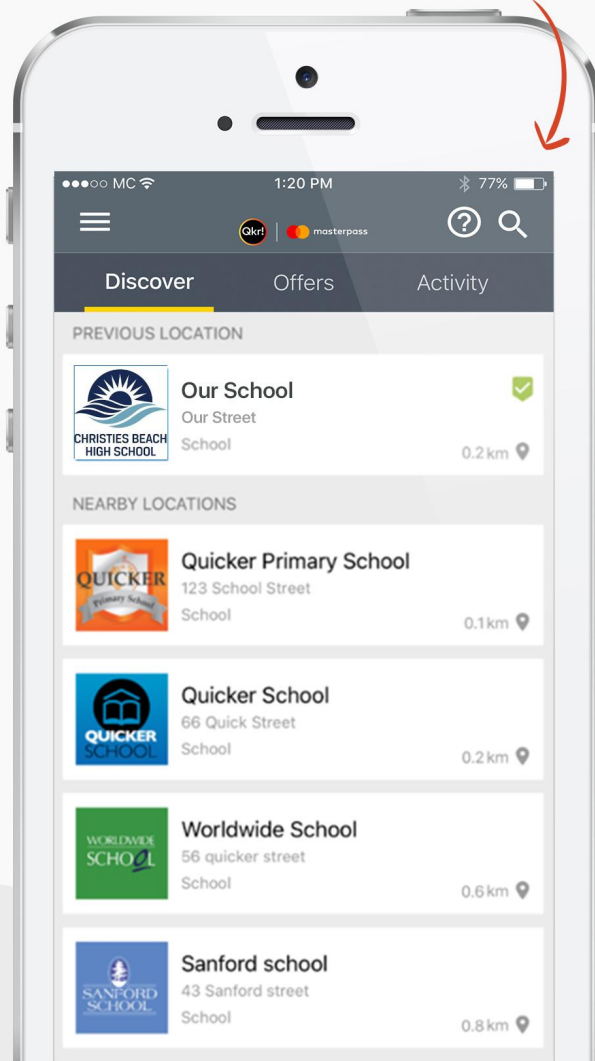 MC
1:20 PM
77%
Qkr!
masterpass
Discover
Offers
Activity
PREVIOUS LOCATION
CHRISTIES BEACH
HIGH SCHOOL
Our School
Our Street
School
0.2 km
NEARBY LOCATIONS
QUICKER
Primary School
Quicker Primary School
123 School Street
School
0.1 km
QUICKER
SCHOOL
Quicker School
66 Quick Street
School
0.2 km
WORLDWIDE
SCHOOL
Worldwide School
56 quicker street
School
0.6 km
SANFORD
SCHOOL
Sanford school
43 Sanford street
School
0.8 km